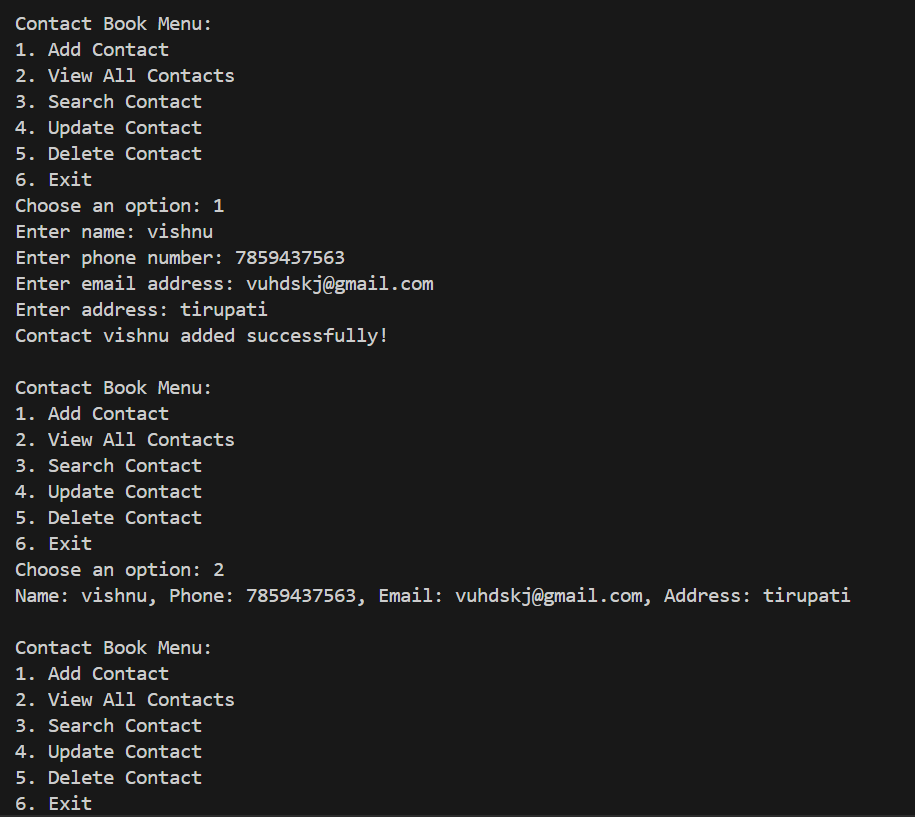 Contact Book Menu:
1. Add Contact
2. View All Contacts
3. Search Contact
4. Update Contact
5. Delete Contact
6. Exit
Choose an option: 1
Enter name: vishnu
Enter phone number: 7859437563
Enter email address: vuhdskj@gmail.com
Enter address: tirupati
Contact vishnu added successfully!

Contact Book Menu:
1. Add Contact
2. View All Contacts
3. Search Contact
4. Update Contact
5. Delete Contact
6. Exit
Choose an option: 2
Name: vishnu, Phone: 7859437563, Email: vuhdskj@gmail.com, Address: tirupati

Contact Book Menu:
1. Add Contact
2. View All Contacts
3. Search Contact
4. Update Contact
5. Delete Contact
6. Exit